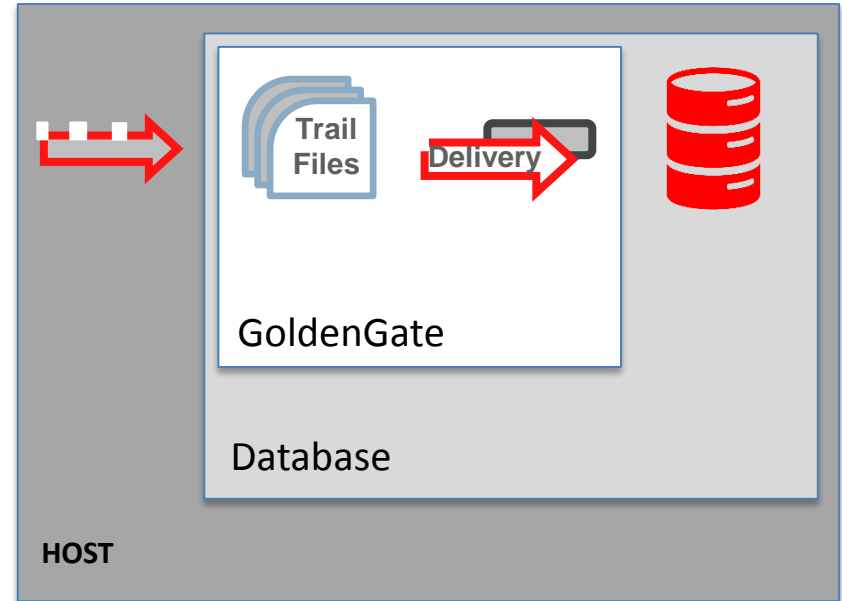 Trail
Files
Delivery
GoldenGate
Database
HOST